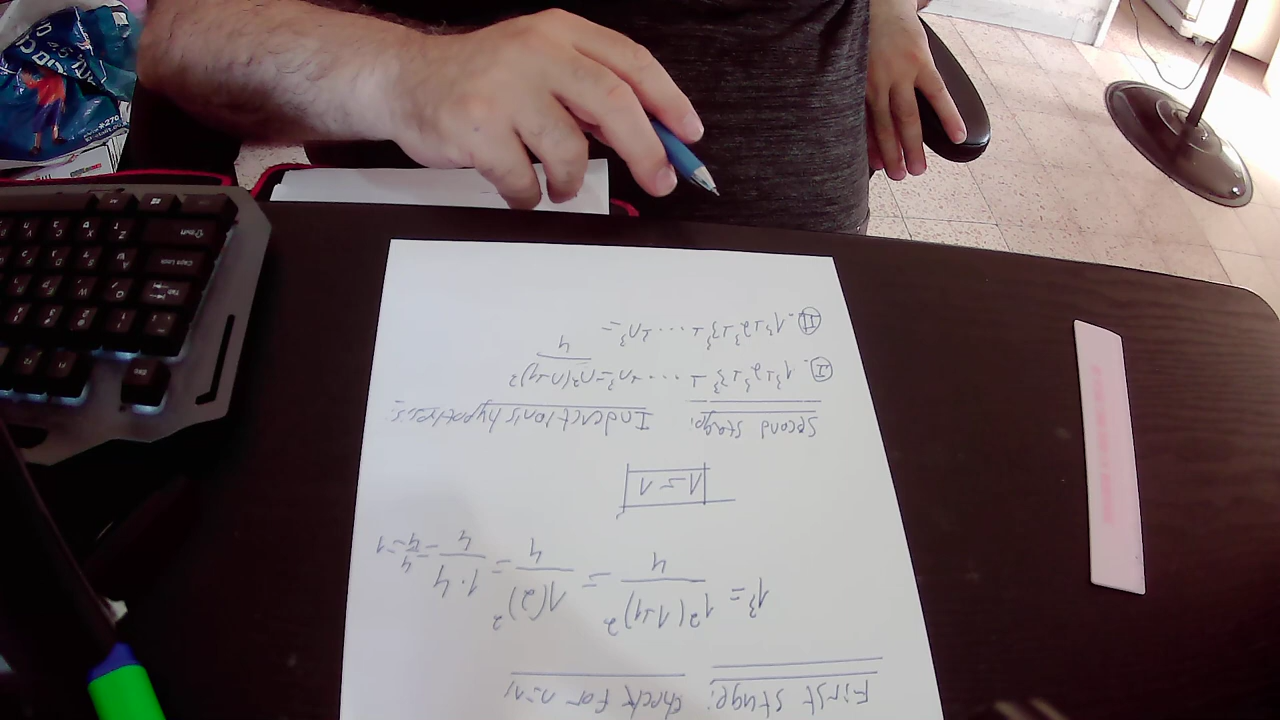 First stage: check for n=1
1³ = 1²(1+1)²/4 = 1(2)²/4 = 1·4/4 = 4/4 = 1
1=1
Second stage: Induction's hypothesis:
I. 1³+2³+3³+....+n³=n²(n+1)²/4
II. 1³+2³+3³+....+n³=